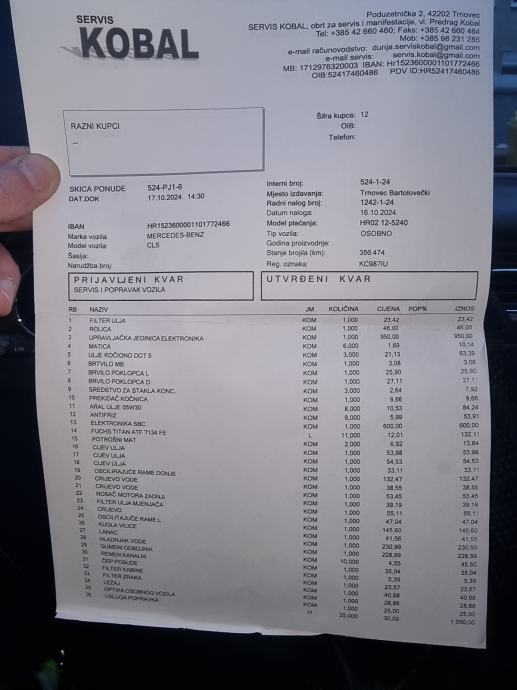 SERVIS
KOBAL
Poduzetnička 2, 42202 Trnovec
SERVIS KOBAL, obrt za servis i manifestacije, vl. Predrag Kobal
Tel: +385 42 660 460; Faks: +385 42 660 464
Mob: +385 98 231 285
e-mail računovodstvo: dunja.serviskobal@gmail.com
e-mail servis: servis.kobal@gmail.com
MB: 1712976320003 IBAN: Hr1523600001101772466
OIB:52417460486 PDV ID:HR52417460486
RAZNI KUPCI
--
Šifra kupca: 12
OIB:
Telefon:
SKICA PONUDE 524-PJ1-6
DAT.DOK 17.10.2024. 14:30
IBAN HR1523600001101772466
Marka vozila: MERCEDES-BENZ
Model vozila: CLS
Šasija:
Narudžba broj:
Interni broj: 524-1-24
Mjesto izdavanja: Trnovec Bartolovečki
Radni nalog broj: 1242-1-24
Datum naloga: 16.10.2024.
Model plaćanja: HR02 12-5240
Tip vozila: OSOBNO
Godina proizvodnje:
Stanje brojila (km): 356.474
Reg. oznaka: KC987IU
PRIJAVLJENI KVAR
SERVIS I POPRAVAK VOZILA
UTVRĐENI KVAR
RB NAZIV JM KOLIČINA CIJENA POP% IZNOS
1 FILTER ULJA KOM 1,000 23,42 23,42
2 ROLICA KOM 1,000 46,00 46,00
3 UPRAVLJAČKA JEDINICA ELEKTRONIKA KOM 1,000 950,00 950,00
4 MATICA KOM 6,000 1,69 10,14
5 ULJE KOČIONO DOT 5 KOM 3,000 21,13 63,39
6 BRTVILO MB KOM 1,000 3,08 3,08
7 BRVILO POKLOPCA L KOM 1,000 25,90 25,90
8 BRVILO POKLOPCA D KOM 1,000 27,11 27,11
9 SREDSTVO ZA STAKLA KONC. KOM 3,000 2,64 7,92
10 PREKIDAČ KOČNICA KOM 1,000 9,66 9,66
11 ARAL ULJE 05W30 KOM 8,000 10,53 84,24
12 ANTIFRIZ KOM 9,000 5,99 53,91
13 ELEKTRONIKA SBC KOM 1,000 600,00 600,00
14 FUCHS TITAN ATF 7134 FE L 11,000 12,01 132,11
15 POTROŠNI MAT KOM 2,000 6,92 13,84
16 CIJEV ULJA KOM 1,000 53,98 53,98
17 CIJEV ULJA KOM 1,000 54,53 54,53
18 CIJEV ULJA KOM 1,000 33,11 33,11
19 OSCILIRAJUĆE RAME DONJE KOM 1,000 132,47 132,47
20 CRIJEVO VODE KOM 1,000 38,55 38,55
21 CRIJEVO VODE KOM 1,000 53,45 53,45
22 NOSAČ MOTORA ZADNJI KOM 1,000 39,19 39,19
23 FILTER ULJA MJENJAČA KOM 1,000 55,11 55,11
24 CRIJEVO KOM 1,000 47,04 47,04
25 OSCILITAJUĆE RAME L KOM 1,000 145,60 145,60
26 KUGLA VILICE KOM 1,000 41,56 41,56
27 LANAC KOM 1,000 230,99 230,99
28 HLADNJAK VODE KOM 1,000 228,99 228,99
29 GUMENI ODBOJNIK KOM 10,000 4,55 45,50
30 REMEN KANALNI KOM 1,000 35,04 35,04
31 ČEP POSUDE KOM 1,000 5,39 5,39
32 FILTER KABINE KOM 1,000 23,57 23,57
33 FILTER ZRAKA KOM 1,000 40,68 40,68
34 LEŽAJ KOM 1,000 28,88 28,88
35 OPTIKA OSOBNOG VOZILA KOM 1,000 25,00 25,00
36 USLUGA POPRAVKA H 35,000 30,00 1.050,00